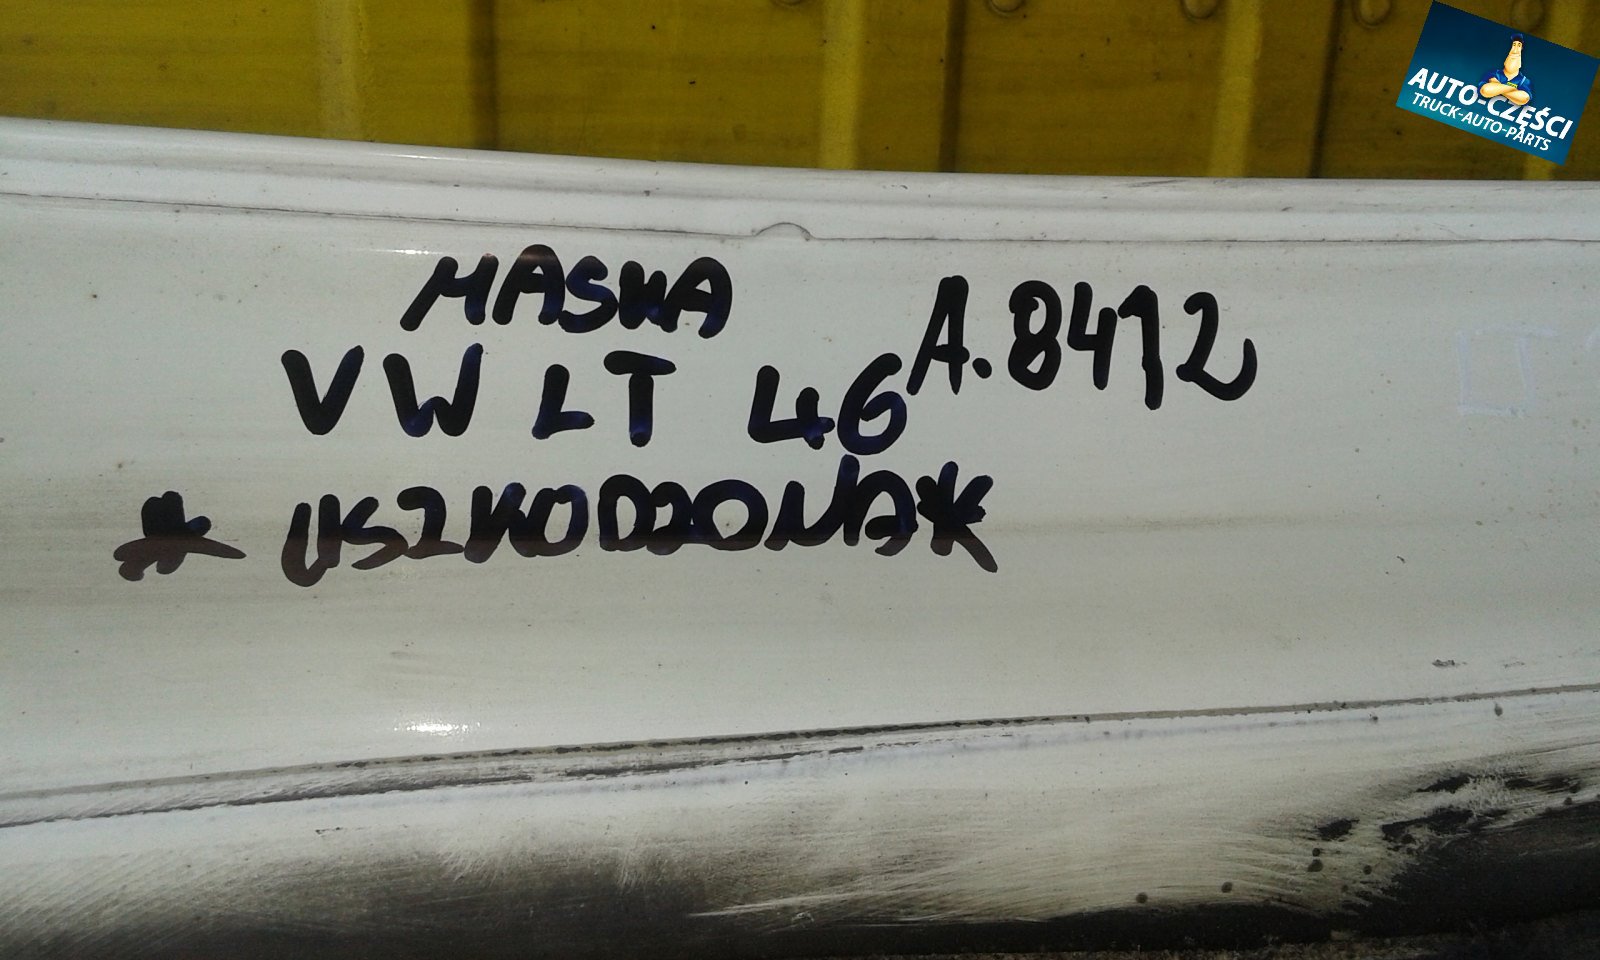 MASKA
VW LT 46
A.8412
* USZKODZONA *
AUTO-CZĘŚCI
TRUCK-AUTO-PARTS